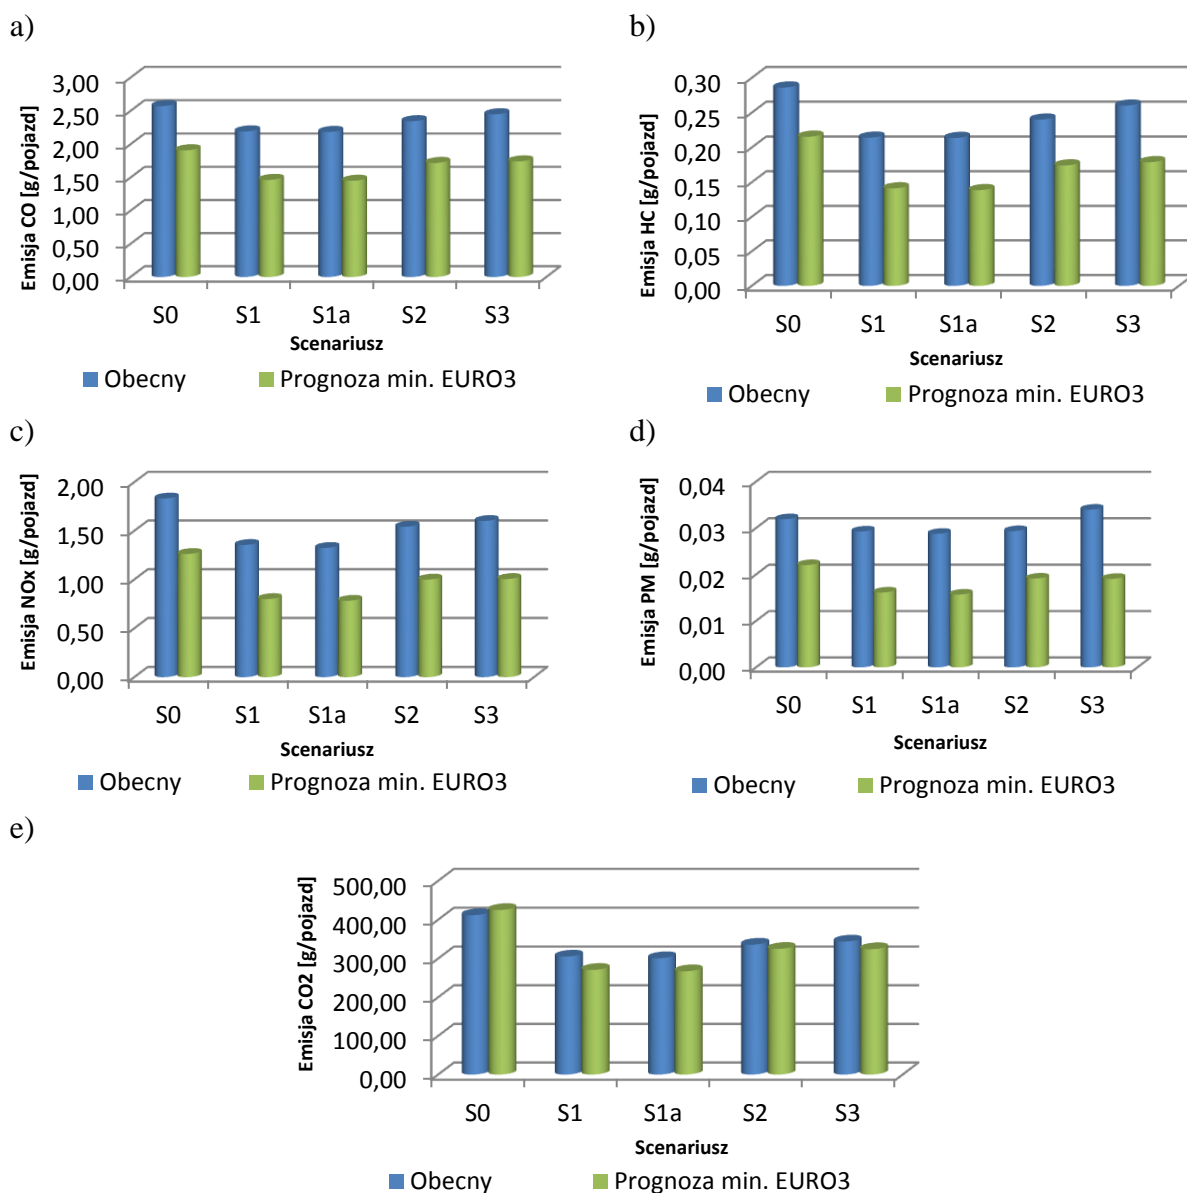 a)
Emisja CO [g/pojazd]
3,00
2,50
2,00
1,50
1,00
0,50
0,00
S0 S1 S1a S2 S3
Scenariusz
Obecny Prognoza min. EURO3
b)
Emisja HC [g/pojazd]
0,30
0,25
0,20
0,15
0,10
0,05
0,00
S0 S1 S1a S2 S3
Scenariusz
Obecny Prognoza min. EURO3
c)
Emisja NOx [g/pojazd]
2,00
1,50
1,00
0,50
0,00
S0 S1 S1a S2 S3
Scenariusz
Obecny Prognoza min. EURO3
d)
Emisja PM [g/pojazd]
0,04
0,03
0,02
0,01
0,00
S0 S1 S1a S2 S3
Scenariusz
Obecny Prognoza min. EURO3
e)
Emisja CO2 [g/pojazd]
500,00
400,00
300,00
200,00
100,00
0,00
S0 S1 S1a S2 S3
Scenariusz
Obecny Prognoza min. EURO3